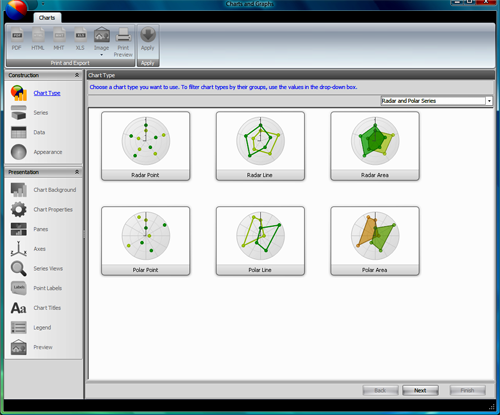 Charts and Graphs
Charts
PDF
HTML
MHT
XLS
Image
Print Preview
Apply
Print and Export
Apply
Construction
Chart Type
Series
Data
Appearance
Presentation
Chart Background
Chart Properties
Panes
Axes
Series Views
Labels
Point Labels
Aa
Chart Titles
Legend
Preview
Chart Type
Choose a chart type you want to use. To filter chart types by their groups, use the values in the drop-down box.
Radar and Polar Series
Radar Point
Radar Line
Radar Area
Polar Point
Polar Line
Polar Area
Back
Next
Finish